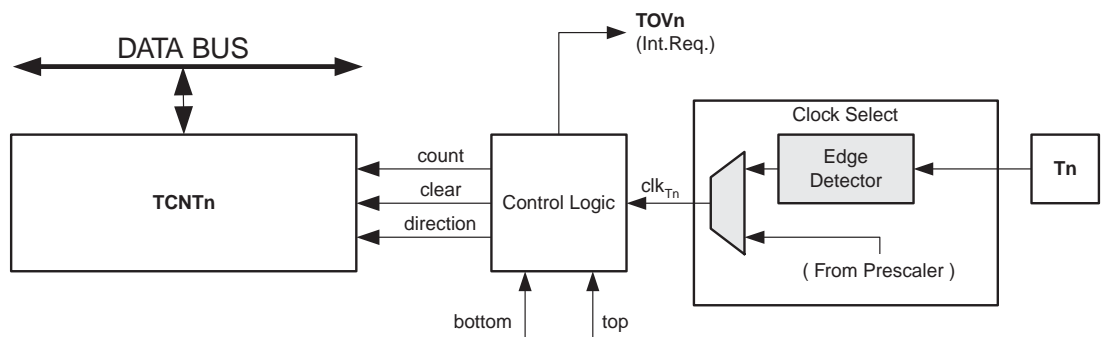 TOVn
(Int.Req.)
DATA BUS
Clock Select
count
Edge
Detector
Tn
TCNTn
clear
Control Logic
clkTn
direction
( From Prescaler )
bottom
top